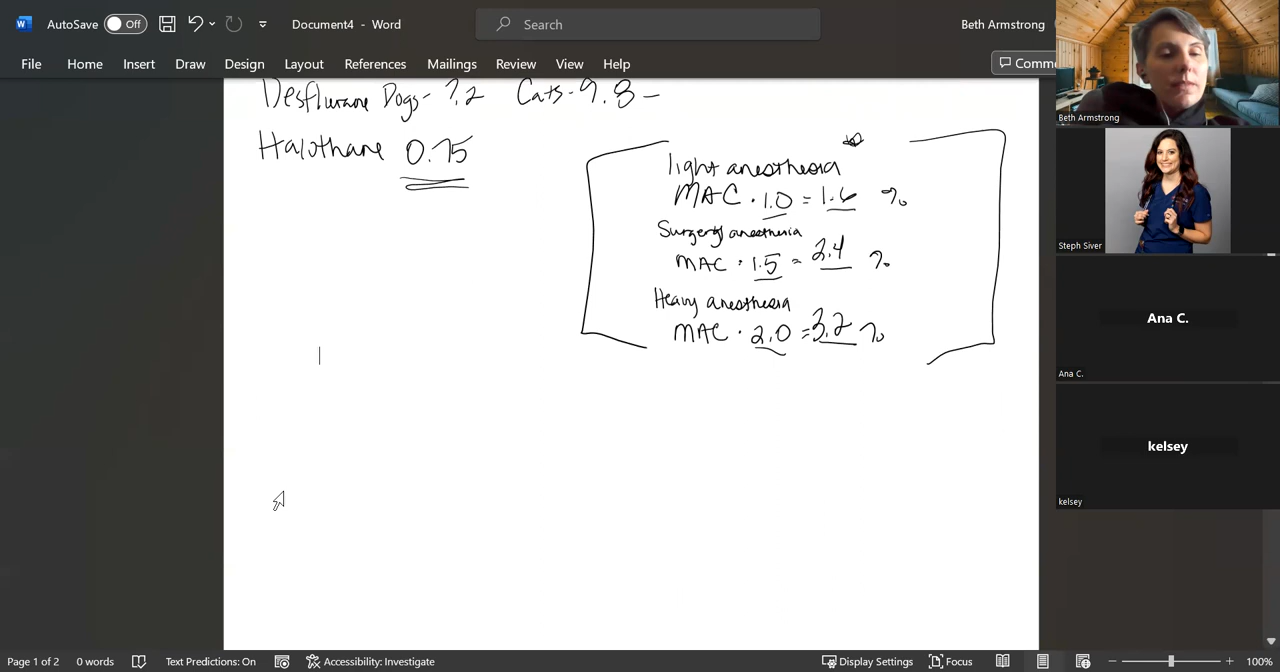 AutoSave Off Document4 - Word Search Beth Armstrong
File Home Insert Draw Design Layout References Mailings Review View Help Comm
Desflurane Dogs - 7.2 Cats - 9.8 -
Halothane 0.75
light anesthesia
MAC · 1.0 = 1.6 %
Surgery anesthesia
MAC · 1.5 = 2.4 %
Heavy anesthesia
MAC · 2.0 = 3.2 %
Beth Armstrong
Steph Siver
Ana C.
Ana C.
kelsey
kelsey
Page 1 of 2 0 words Text Predictions: On Accessibility: Investigate Display Settings Focus 100%